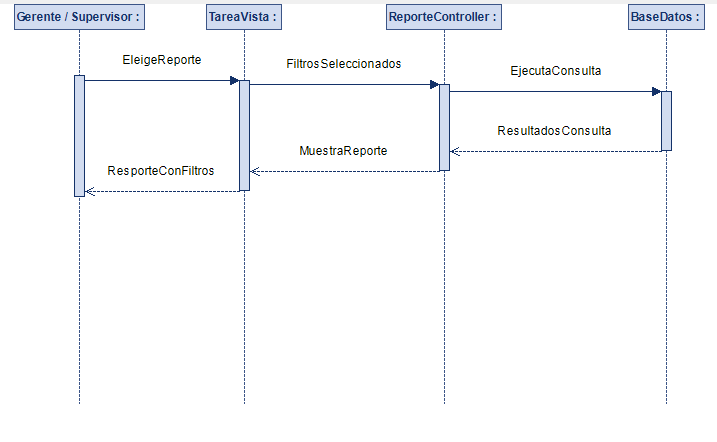 Gerente / Supervisor :
TareaVista :
ReporteController :
BaseDatos :
EleigeReporte
FiltrosSeleccionados
EjecutaConsulta
ResultadosConsulta
MuestraReporte
ResporteConFiltros